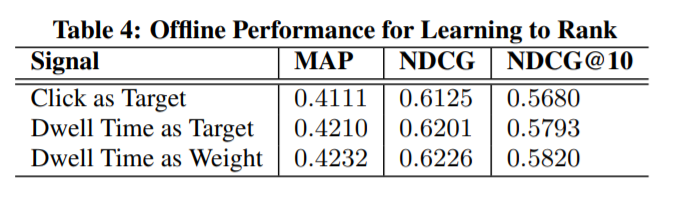 Table 4: Offline Performance for Learning to Rank
Signal MAP NDCG NDCG@10
Click as Target 0.4111 0.6125 0.5680
Dwell Time as Target 0.4210 0.6201 0.5793
Dwell Time as Weight 0.4232 0.6226 0.5820